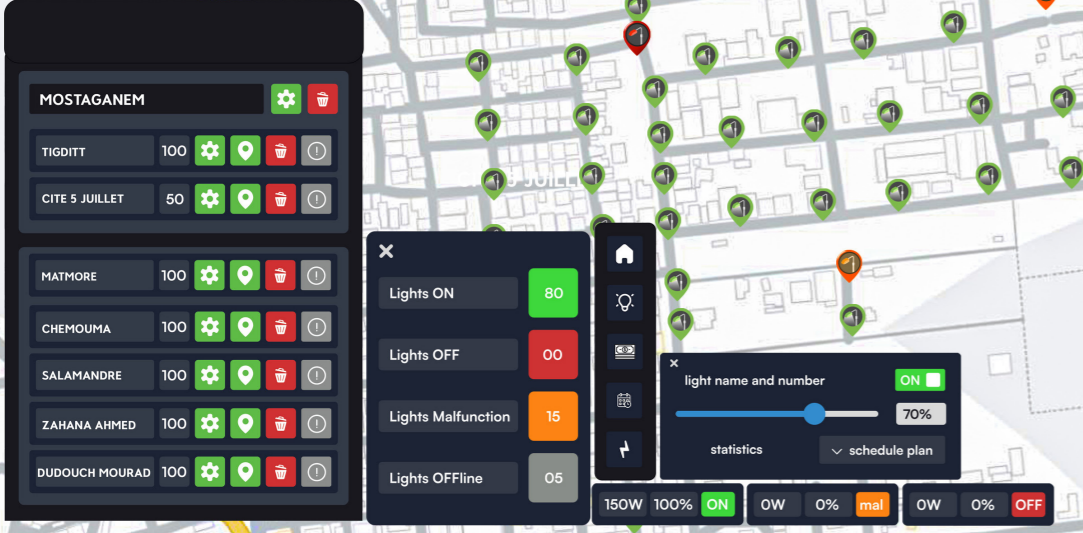 MOSTAGANEM
TIGDITT 100
CITE 5 JUILLET 50
MATMORE 100
CHEMOUMA 100
SALAMANDRE 100
ZAHANA AHMED 100
DUDOUCH MOURAD 100
Lights ON 80
Lights OFF 00
Lights Malfunction 15
Lights OFFline 05
light name and number ON
70%
statistics schedule plan
150W 100% ON
0W 0% mal
0W 0% OFF